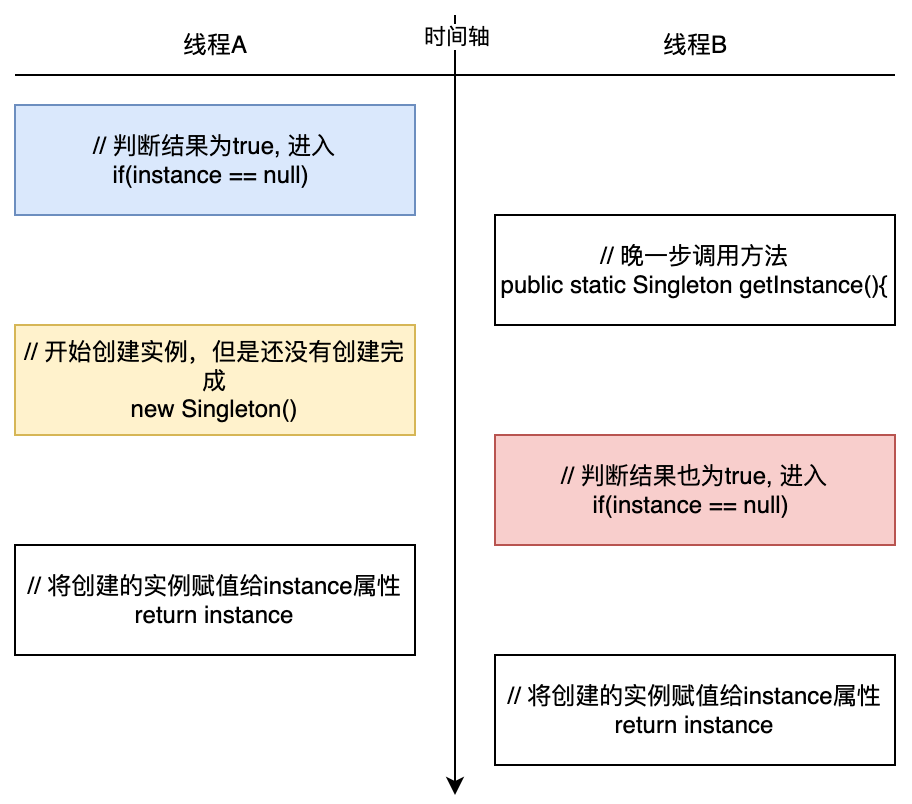 线程A
时间轴
线程B
// 判断结果为true, 进入
if(instance == null)
// 晚一步调用方法
public static Singleton getInstance(){
// 开始创建实例，但是还没有创建完
成
new Singleton()
// 判断结果也为true, 进入
if(instance == null)
// 将创建的实例赋值给instance属性
return instance
// 将创建的实例赋值给instance属性
return instance